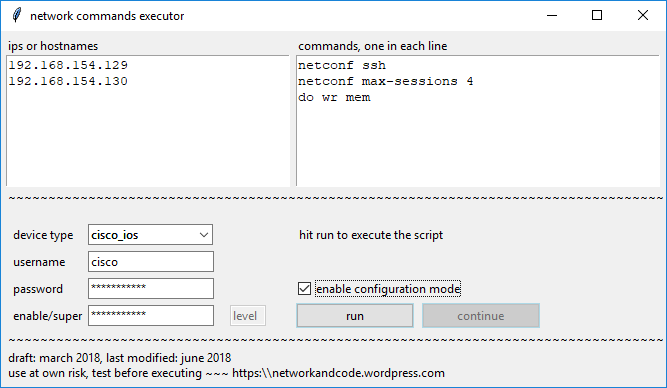 network commands executor
ips or hostnames
192.168.154.129
192.168.154.130
commands, one in each line
netconf ssh
netconf max-sessions 4
do wr mem
~~~~~~~~~~~~~~~~~~~~~~~~~~~~~~~~~~~~~~~~~~~~~~~~~~~~~~~~~~~~~~~~~~~~~~~~~~~~~~~~~~
device type cisco_ios hit run to execute the script
username cisco
password *********** enable configuration mode
enable/super *********** level run continue
~~~~~~~~~~~~~~~~~~~~~~~~~~~~~~~~~~~~~~~~~~~~~~~~~~~~~~~~~~~~~~~~~~~~~~~~~~~~~~~~~~
draft: march 2018, last modified: june 2018
use at own risk, test before executing ~~~ https:\\networkandcode.wordpress.com